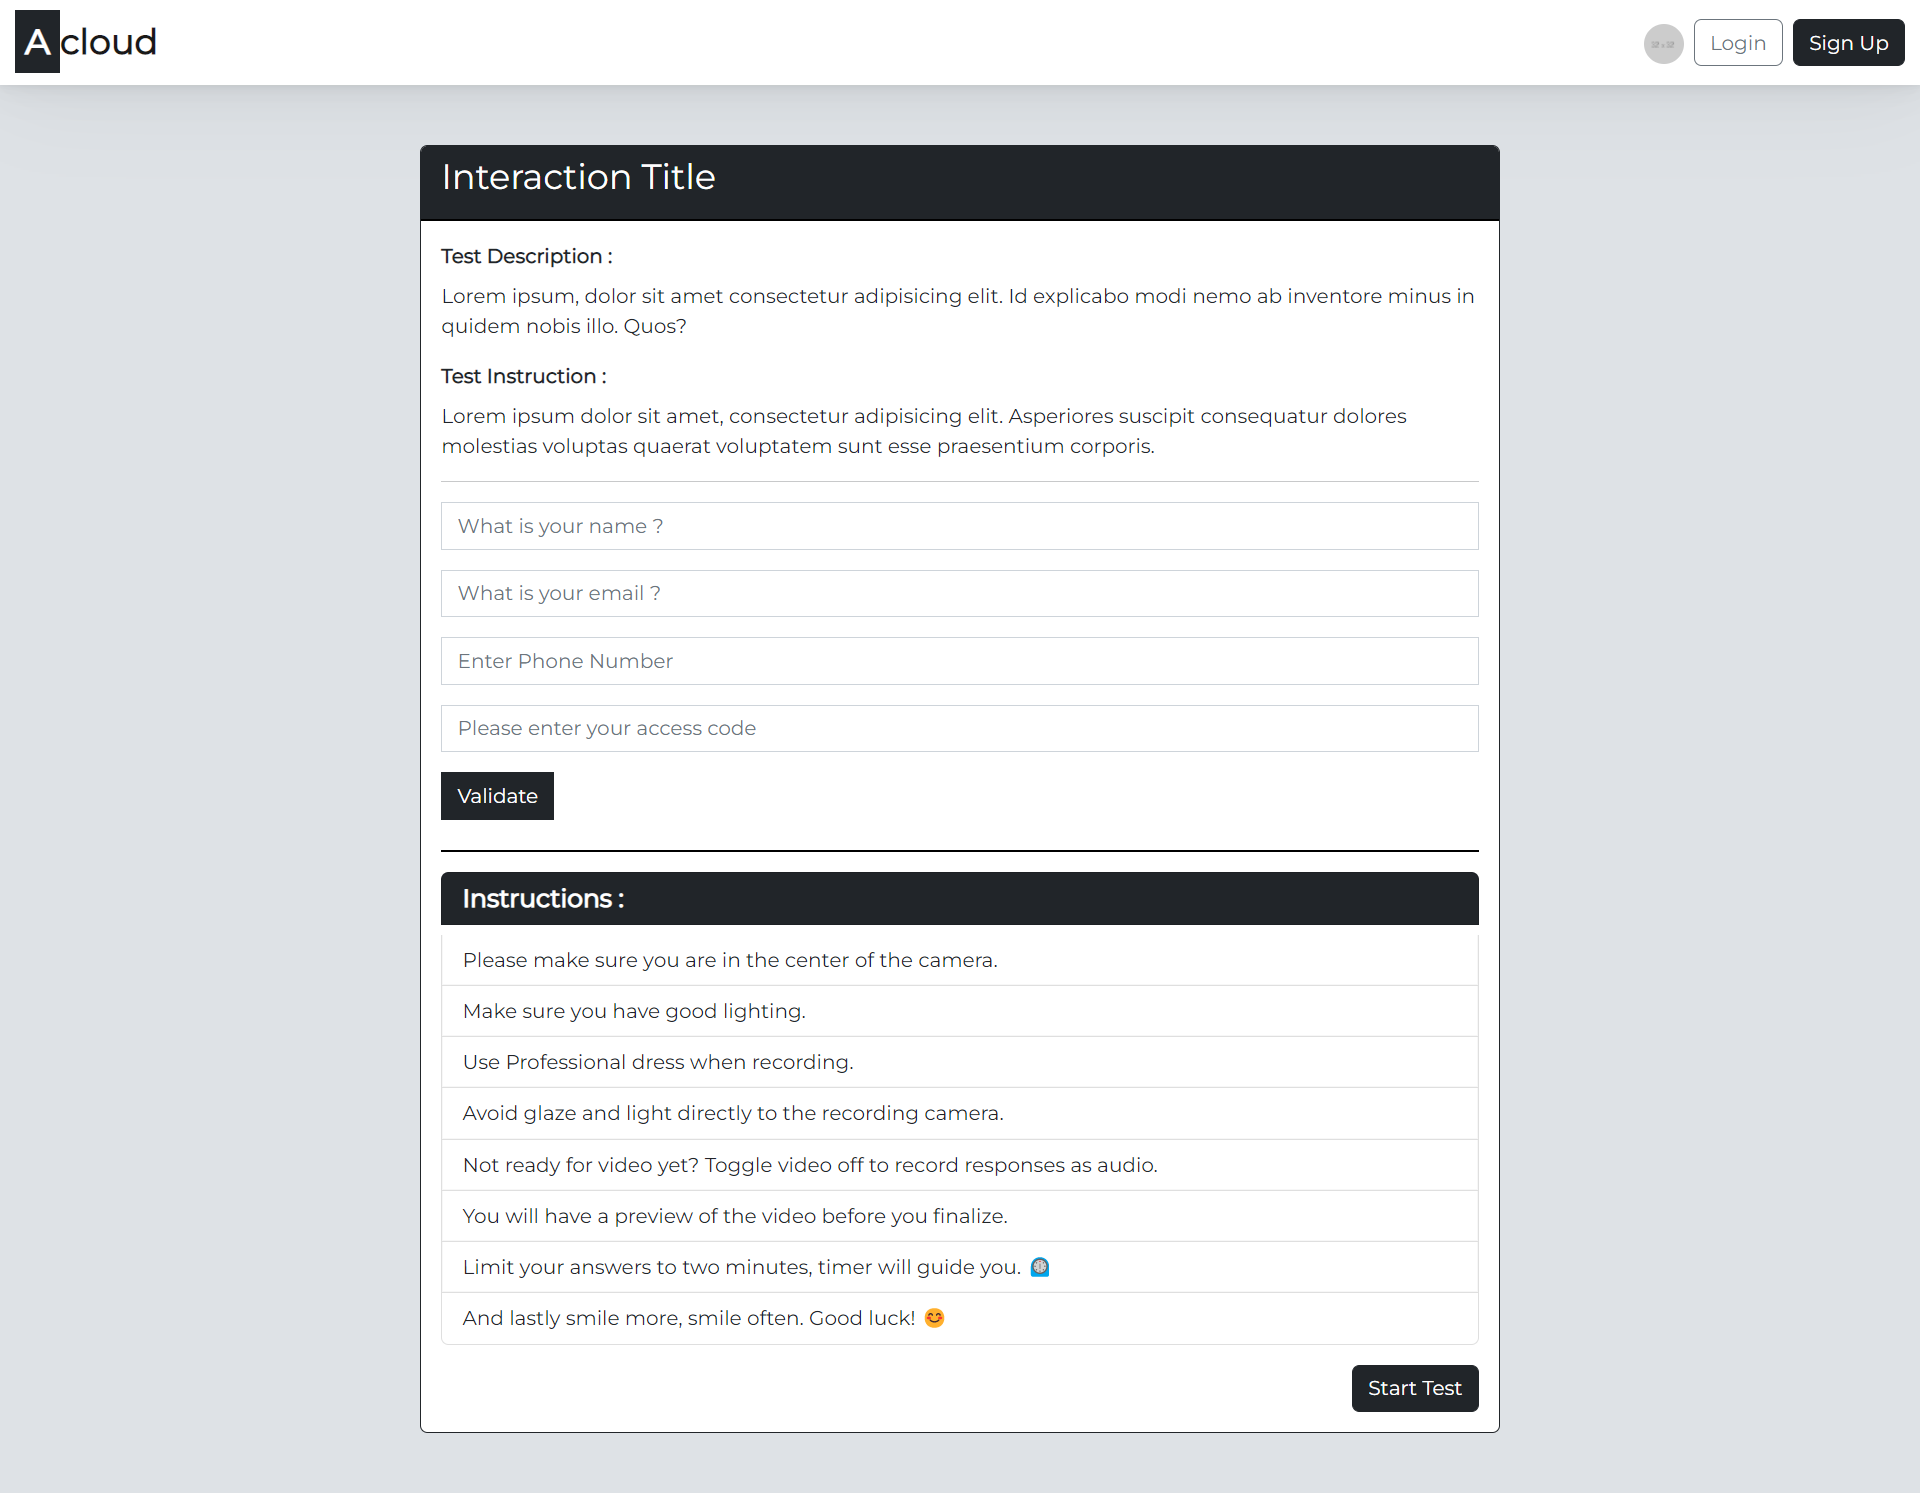 A cloud
Login
Sign Up
Interaction Title
Test Description :
Lorem ipsum, dolor sit amet consectetur adipisicing elit. Id explicabo modi nemo ab inventore minus in
quidem nobis illo. Quos?
Test Instruction :
Lorem ipsum dolor sit amet, consectetur adipisicing elit. Asperiores suscipit consequatur dolores
molestias voluptas quaerat voluptatem sunt esse praesentium corporis.
What is your name ?
What is your email ?
Enter Phone Number
Please enter your access code
Validate
Instructions :
Please make sure you are in the center of the camera.
Make sure you have good lighting.
Use Professional dress when recording.
Avoid glaze and light directly to the recording camera.
Not ready for video yet? Toggle video off to record responses as audio.
You will have a preview of the video before you finalize.
Limit your answers to two minutes, timer will guide you.
And lastly smile more, smile often. Good luck! 😊
Start Test